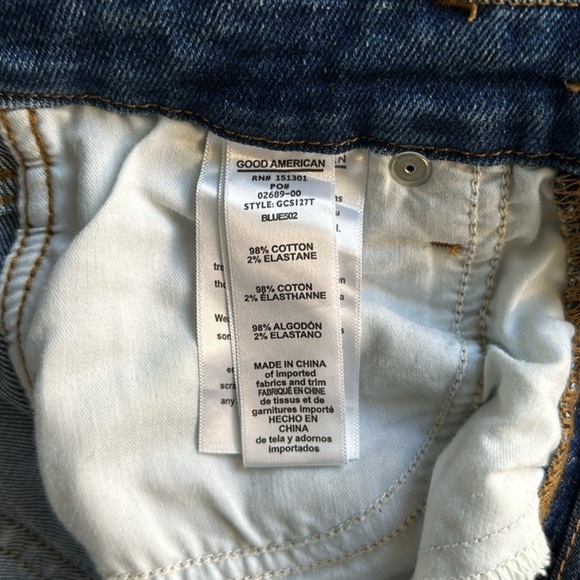 GOOD AMERICAN
RN# 151301
PO#
02689-00
STYLE: GCS127T
BLUE502
98% COTTON
2% ELASTANE
98% COTON
2% ÉLASTHANNE
98% ALGODÓN
2% ELASTANO
MADE IN CHINA
of imported
fabrics and trim
FABRIQUÉ EN CHINE
de tissus et de
garnitures importé
HECHO EN
CHINA
de tela y adornos
importados